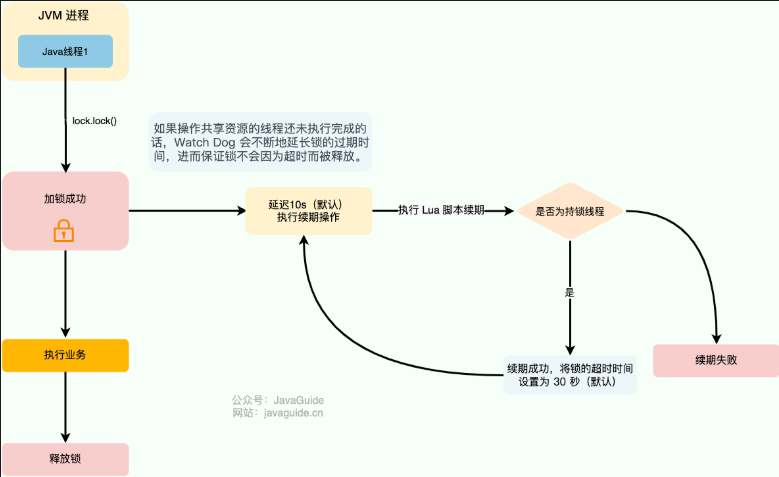 JVM 进程
Java线程1
lock.lock()
如果操作共享资源的线程还未执行完成的
话，Watch Dog 会不断地延长锁的过期时
间，进而保证锁不会因为超时而被释放。
加锁成功
延迟10s（默认）
执行续期操作
执行 Lua 脚本续期
是否为持锁线程
是
执行业务
续期成功，将锁的超时时间
设置为 30 秒（默认）
续期失败
公众号：JavaGuide
网站：javaguide.cn
释放锁